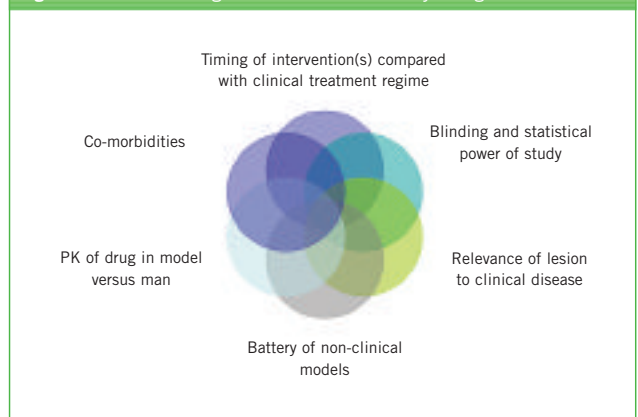 Timing of intervention(s) compared
with clinical treatment regime
Blinding and statistical
power of study
Co-morbidities
PK of drug in model
versus man
Relevance of lesion
to clinical disease
Battery of non-clinical
models